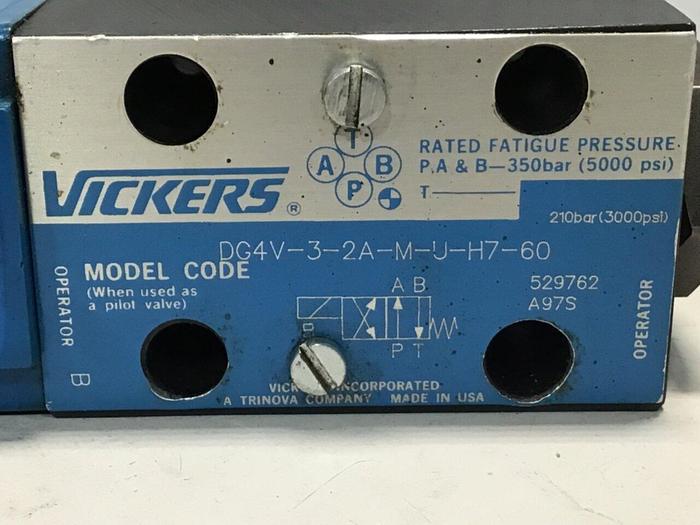 T
A B
P
RATED FATIGUE PRESSURE
P.A & B—350bar (5000 psi)
T
210bar(3000psi)
VICKERS ®
DG4V-3-2A-M-U-H7-60
MODEL CODE
(When used as
a pilot valve)
529762
A97S
A B
B
P T
OPERATOR B
OPERATOR
INCORPORATED
A TRINOVA COMPANY MADE IN USA